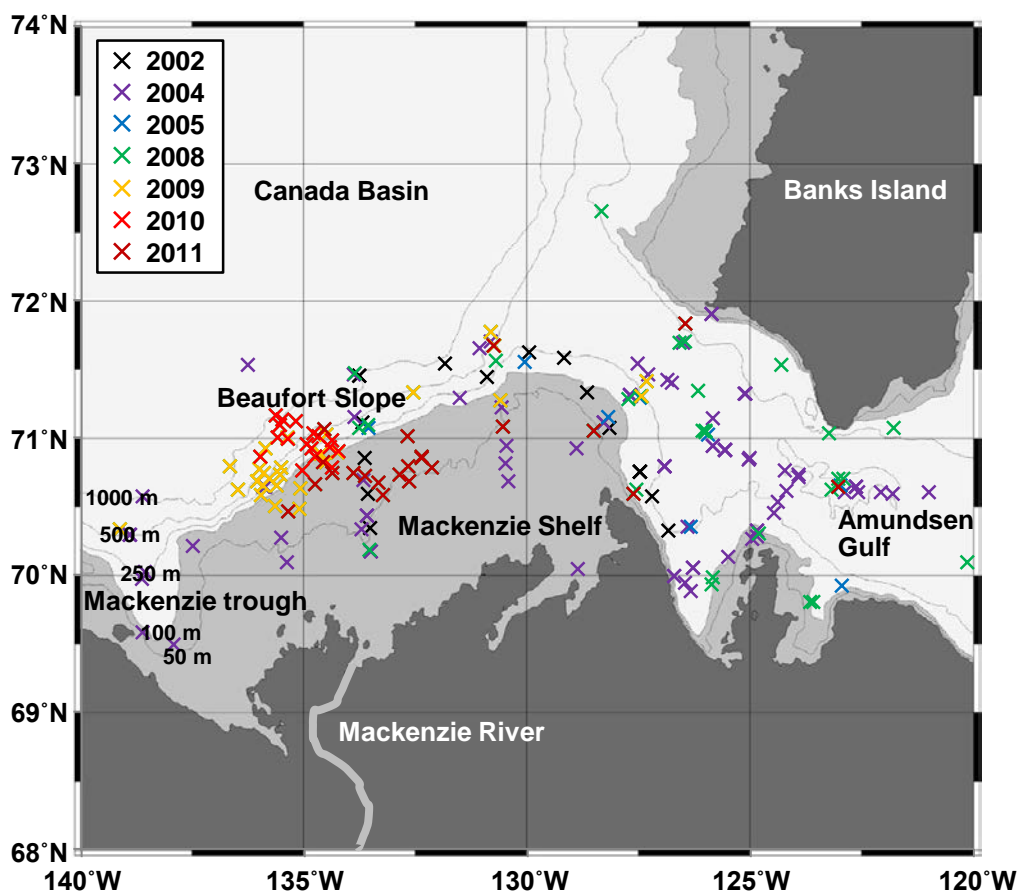 74˚N
2002
2004
2005
2008
2009
2010
2011
73˚N
Canada Basin
Banks Island
72˚N
Beaufort Slope
71˚N
1000 m
500 m
Mackenzie Shelf
Amundsen
Gulf
250 m
70˚N
Mackenzie trough
100 m
50 m
69˚N
Mackenzie River
68˚N
140˚W
135˚W
130˚W
125˚W
120˚W